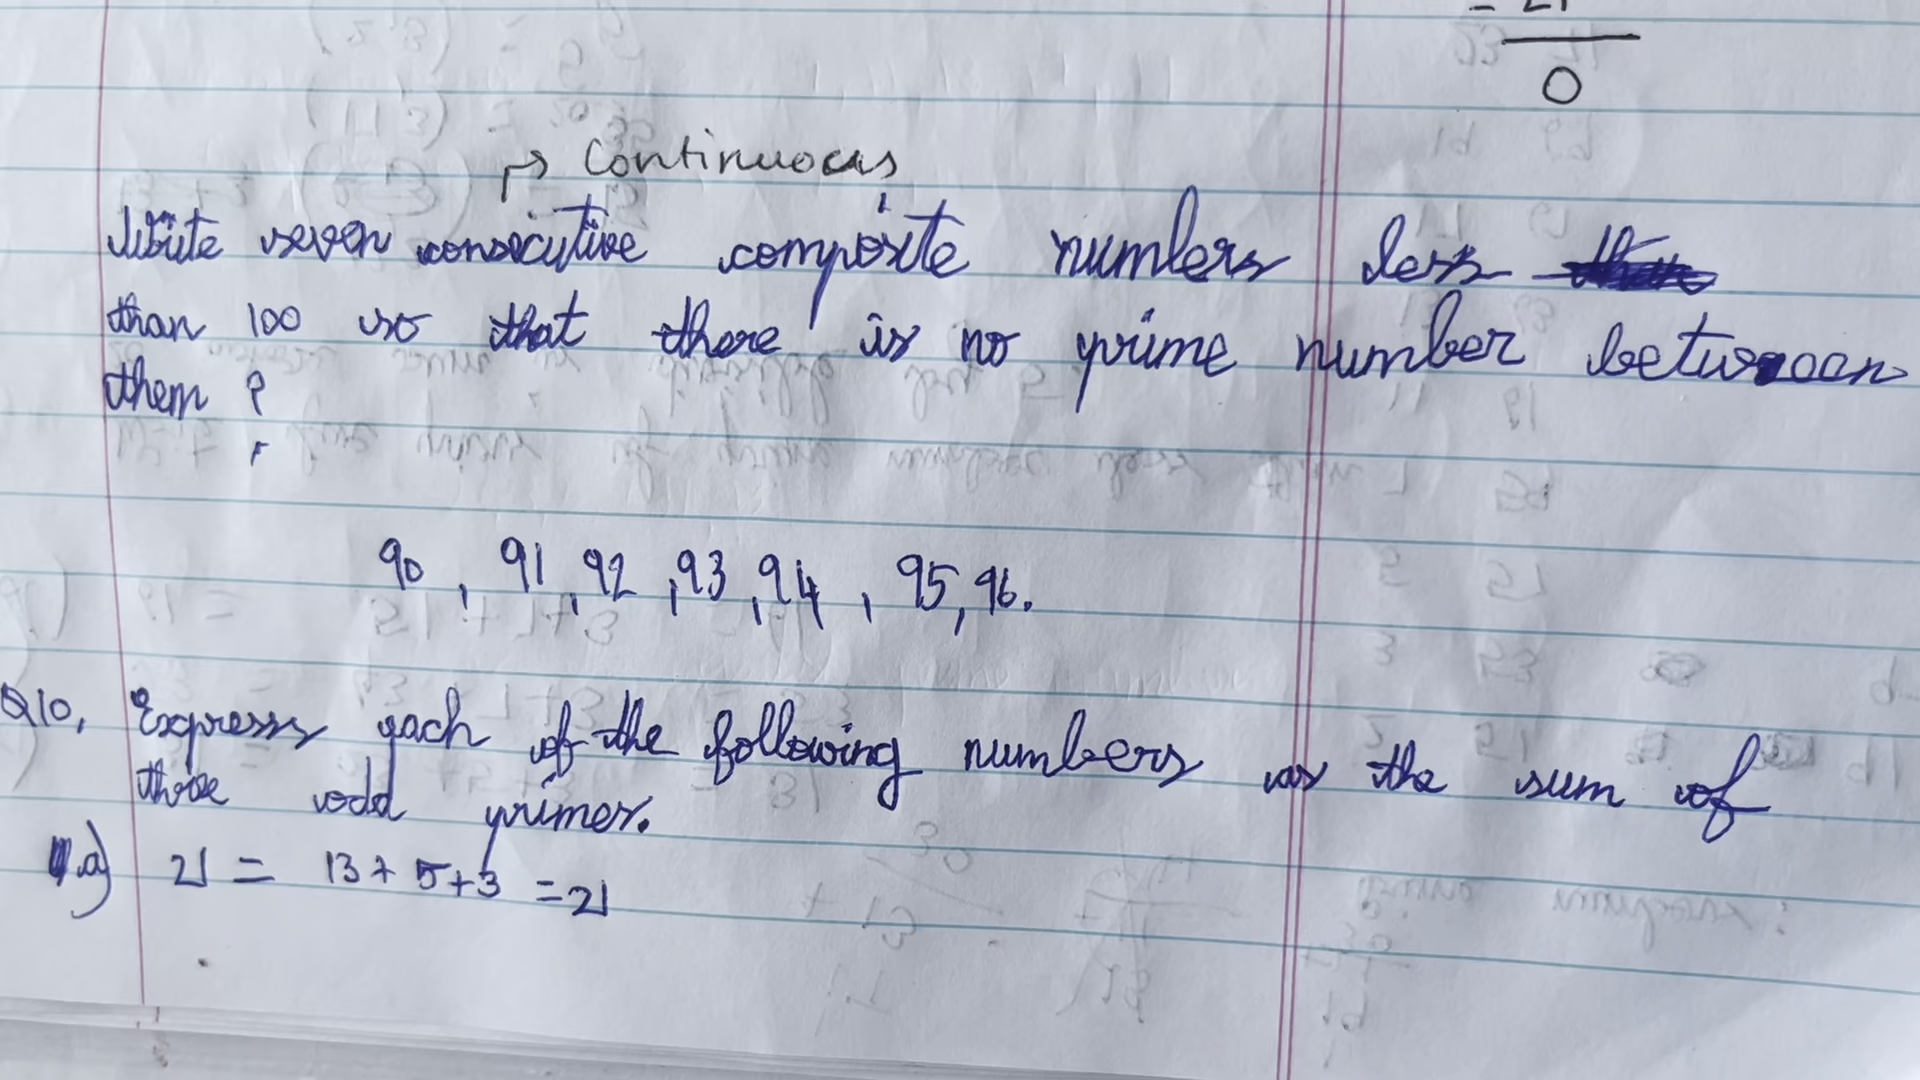 - 21
0
→ Continuous
Write seven consecutive composite numbers less
than 100 so that there is no prime number between
them ?
90 , 91 , 92 , 93 , 94 , 95 , 96 .
Q10. Express each of the following numbers as the sum of
three odd primes.
a) 21 = 13 + 5 + 3 = 21